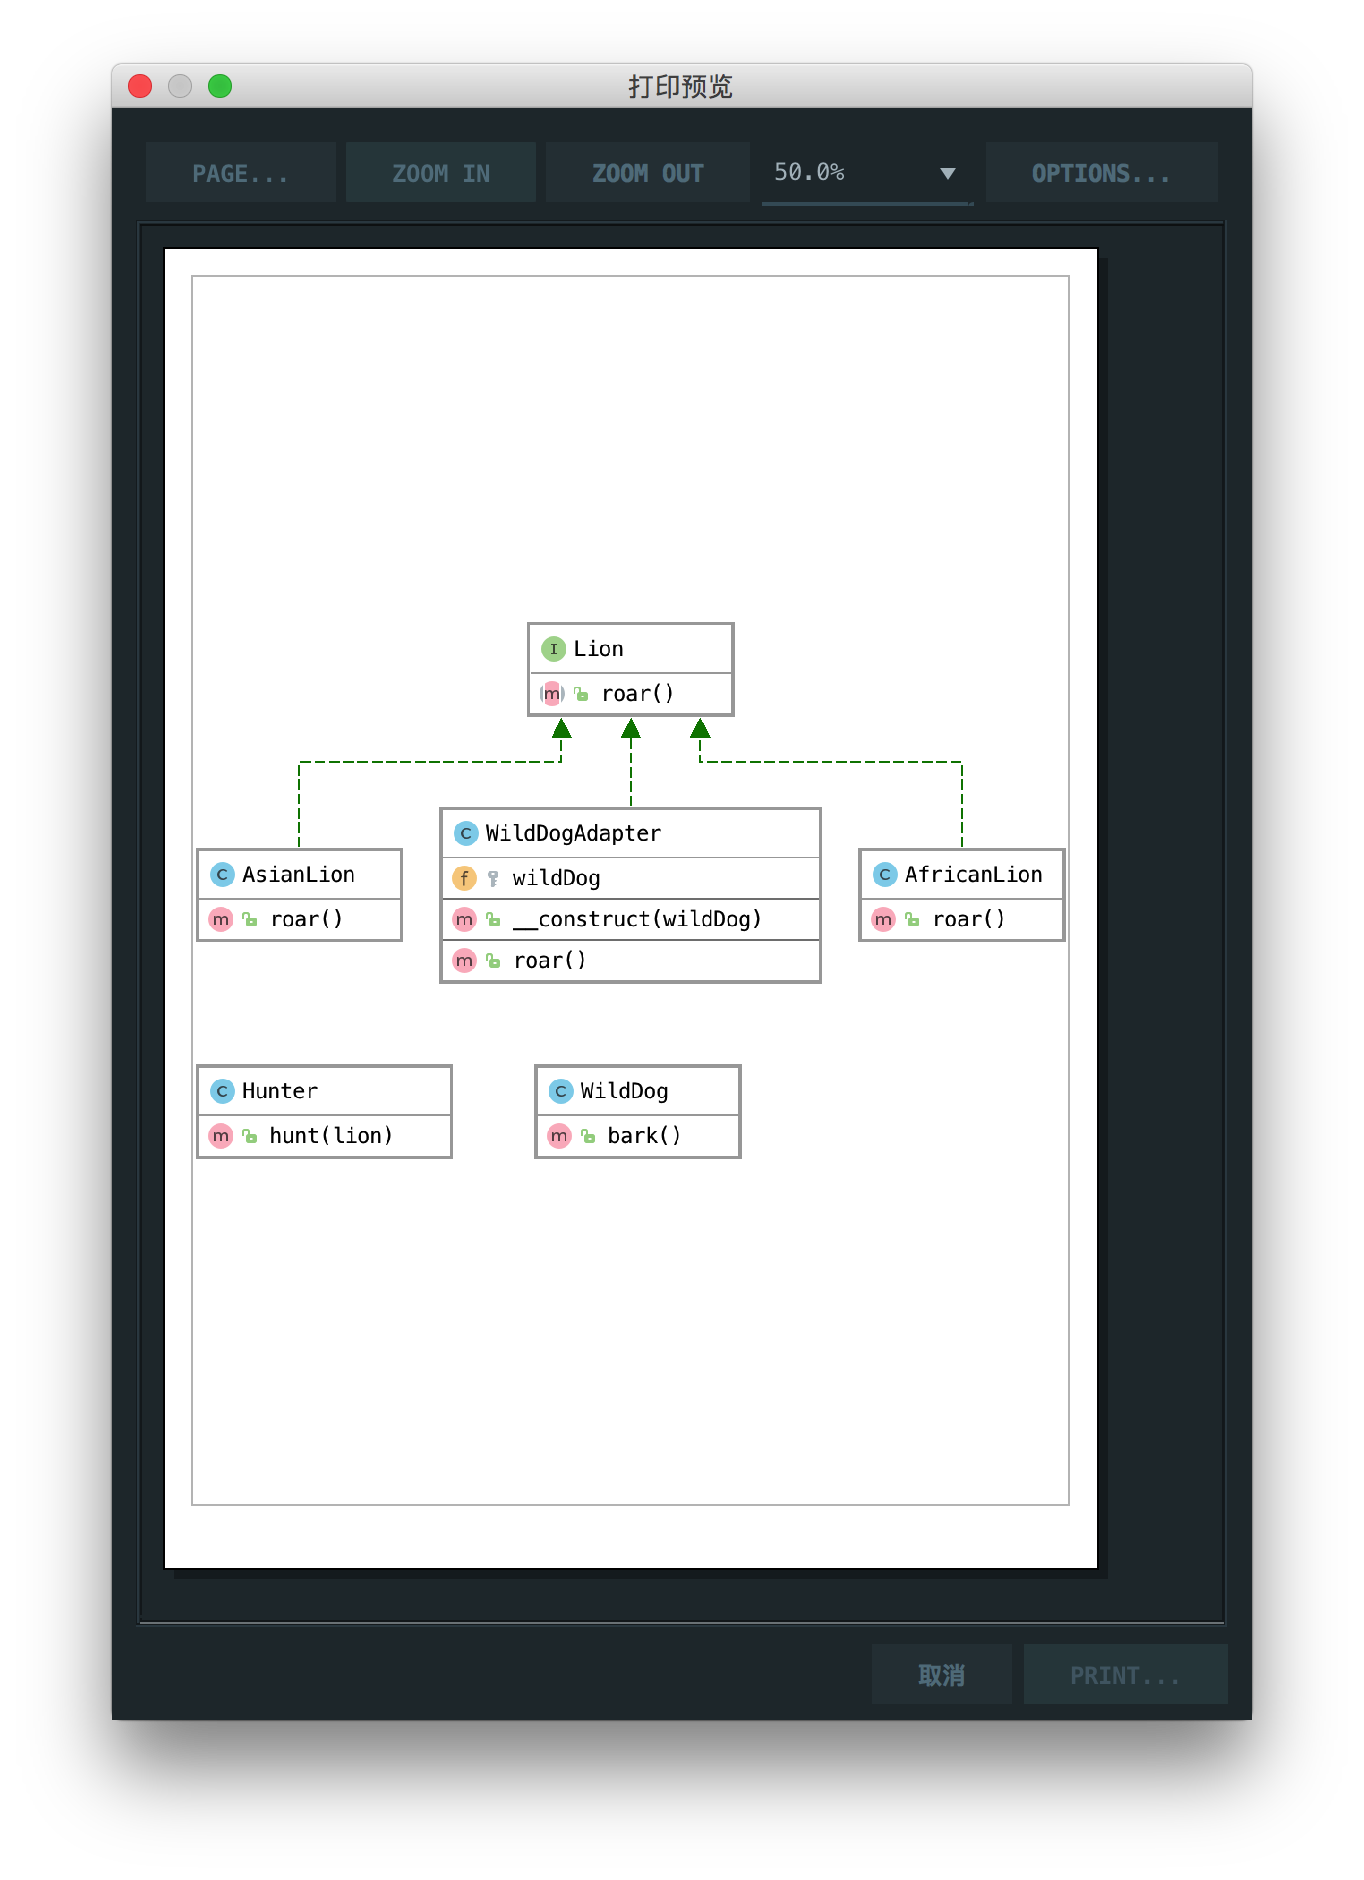 打印预览
PAGE... ZOOM IN ZOOM OUT 50.0% OPTIONS...
I Lion
m roar()
C WildDogAdapter
f wildDog
m __construct(wildDog)
m roar()
C AsianLion
m roar()
C AfricanLion
m roar()
C Hunter
m hunt(lion)
C WildDog
m bark()
取消 PRINT...